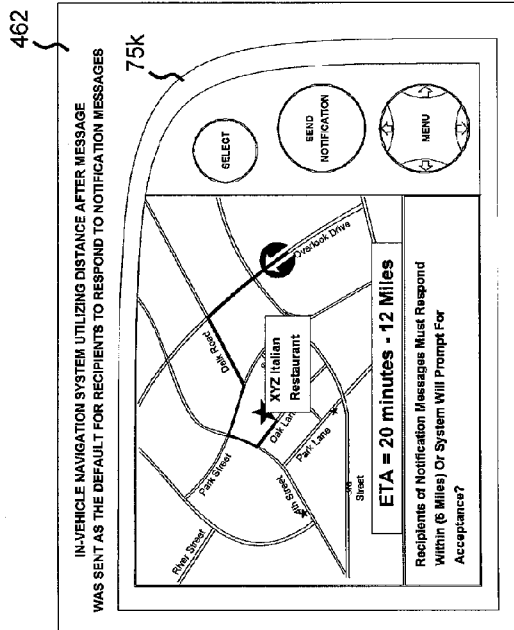 462
IN-VEHICLE NAVIGATION SYSTEM UTILIZING DISTANCE AFTER MESSAGE
WAS SENT AS THE DEFAULT FOR RECIPIENTS TO RESPOND TO NOTIFICATION MESSAGES
75k
SELECT
SEND
NOTIFICATION
MENU
Overlook Drive
Dalk Road
XYZ Italian
Restaurant
Oak Lane
Park Lane
Park Street
4th Street
River Street
Street
ETA = 20 minutes - 12 Miles
Recipients of Notification Messages Must Respond
Within (5 Miles) Or System Will Prompt For
Acceptance?